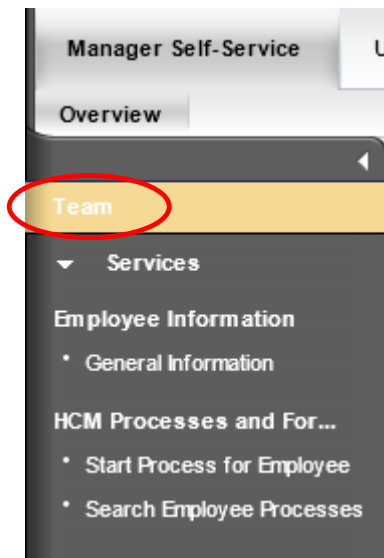 Manager Self-Service U
Overview
Team
Services
Employee Information
General Information
HCM Processes and For...
Start Process for Employee
Search Employee Processes